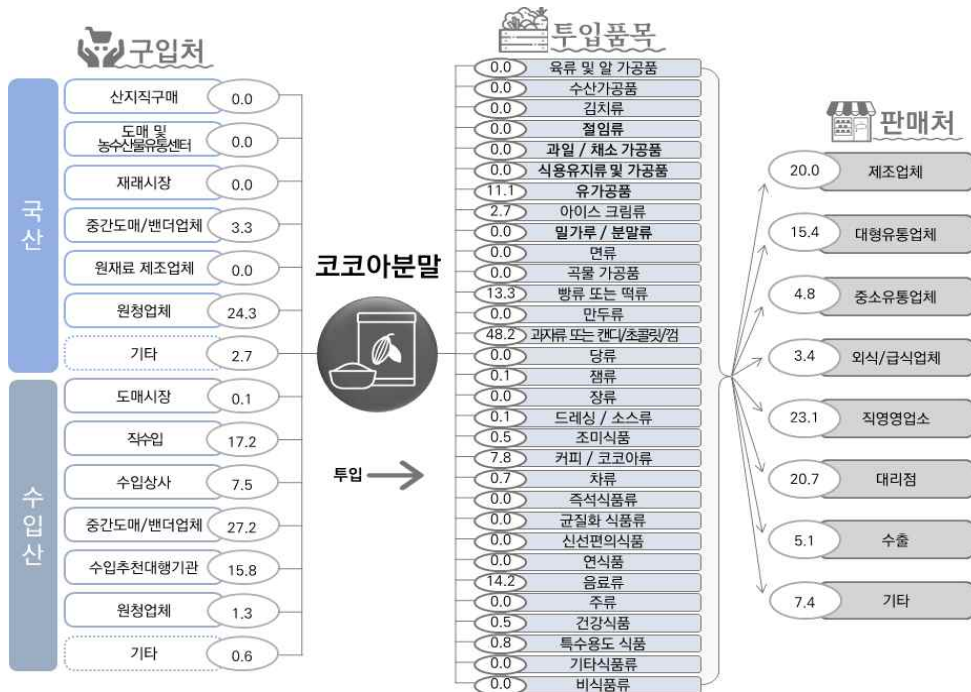 구입처
국산
산지직구매 0.0
도매 및
농수산물유통센터 0.0
재래시장 0.0
중간도매/밴더업체 3.3
원재료 제조업체 0.0
원청업체 24.3
기타 2.7
수입산
도매시장 0.1
직수입 17.2
수입상사 7.5
중간도매/밴더업체 27.2
수입추천대행기관 15.8
원청업체 1.3
기타 0.6
코코아분말
투입
투입품목
0.0 육류 및 알 가공품
0.0 수산가공품
0.0 김치류
0.0 절임류
0.0 과일 / 채소 가공품
0.0 식용유지류 및 가공품
11.1 유가공품
2.7 아이스 크림류
0.0 밀가루 / 분말류
0.0 면류
0.0 곡물 가공품
13.3 빵류 또는 떡류
0.0 만두류
48.2 과자류 또는 캔디/초콜릿/껌
0.0 당류
0.1 잼류
0.0 장류
0.1 드레싱 / 소스류
0.5 조미식품
7.8 커피 / 코코아류
0.7 차류
0.0 즉석식품류
0.0 균질화 식품류
0.0 신선편의식품
0.0 연식품
14.2 음료류
0.0 주류
0.5 건강식품
0.8 특수용도 식품
0.0 기타식품류
0.0 비식품류
판매처
20.0 제조업체
15.4 대형유통업체
4.8 중소유통업체
3.4 외식/급식업체
23.1 직영영업소
20.7 대리점
5.1 수출
7.4 기타